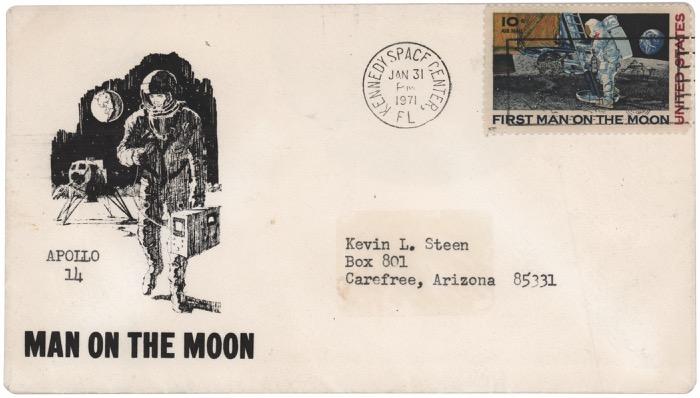 10¢
AIR MAIL
UNITED STATES
FIRST MAN ON THE MOON
KENNEDY SPACE CENTER,
JAN 31
PM
1971
FL
APOLLO
14
MAN ON THE MOON
Kevin L. Steen
Box 801
Carefree, Arizona 85331